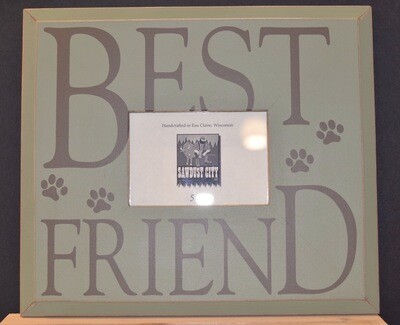 BEST
Handcrafted in Eau Claire, Wisconsin
SAWDUST CITY
FRIEND